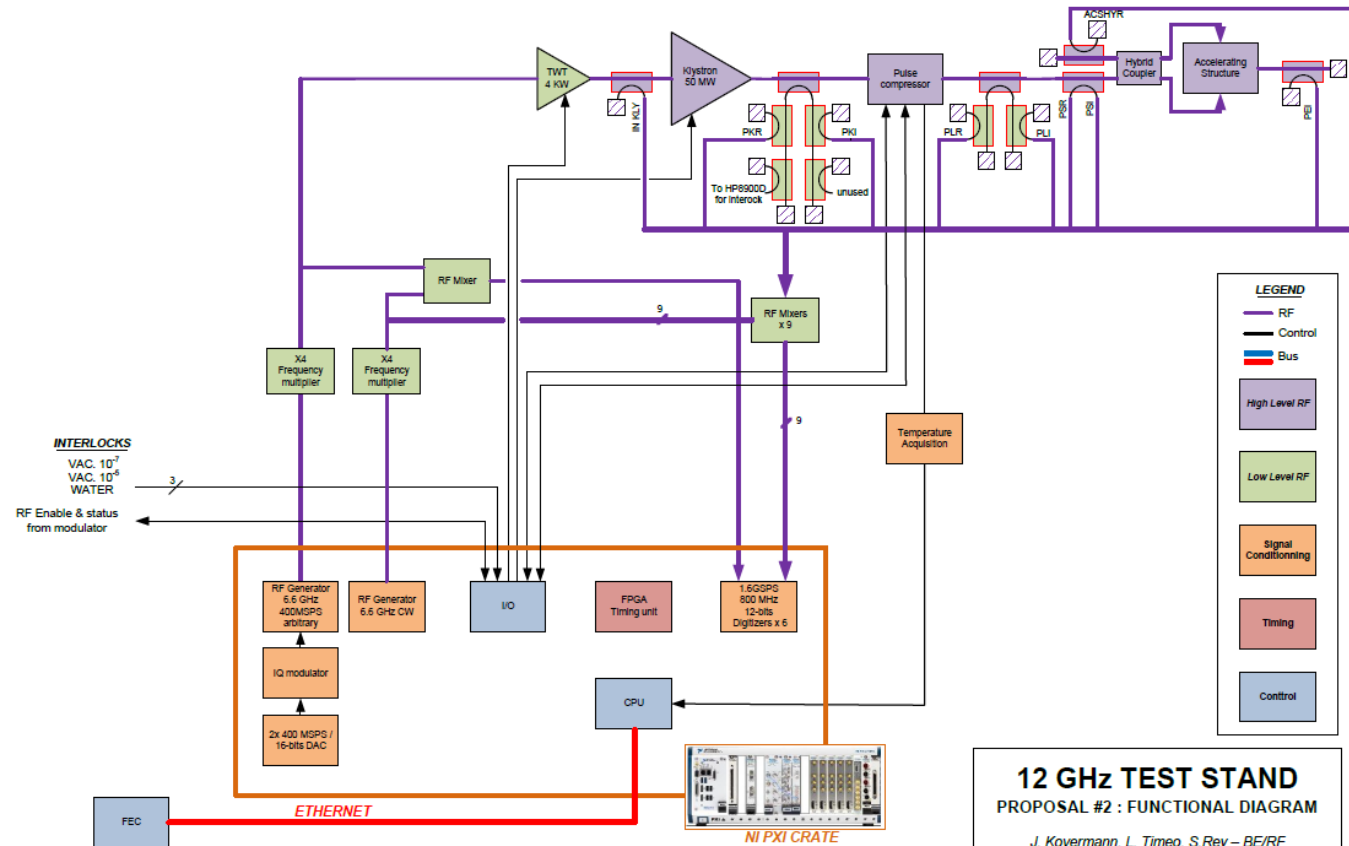 ACSHYR
TWT
4 KW
IN KLY
Klystron
50 MW
PKR
PKI
To HP8900D
for Interock
unused
Pulse
compressor
PLR
PLI
PSR
PSI
Hybrid
Coupler
Accelerating
Structure
PEI
RF Mixer
9
RF Mixers
x 9
9
X4
Frequency
multiplier
X4
Frequency
multiplier
Temperature
Acquisition
INTERLOCKS
VAC. 10-7
VAC. 10-6
WATER
3
RF Enable & status
from modulator
RF Generator
6.6 GHz
400MSPS
arbitrary
RF Generator
6.6 GHz CW
I/O
FPGA
Timing unit
1.6GSPS
800 MHz
12-bits
Digitizers x 6
IQ modulator
2x 400 MSPS /
16-bits DAC
CPU
FEC
ETHERNET
NI PXI CRATE
LEGEND
RF
Control
Bus
High Level RF
Low Level RF
Signal
Conditionning
Timing
Conttrol
12 GHz TEST STAND
PROPOSAL #2 : FUNCTIONAL DIAGRAM
J. Kovermann, L. Timeo, S.Rey – BE/RF